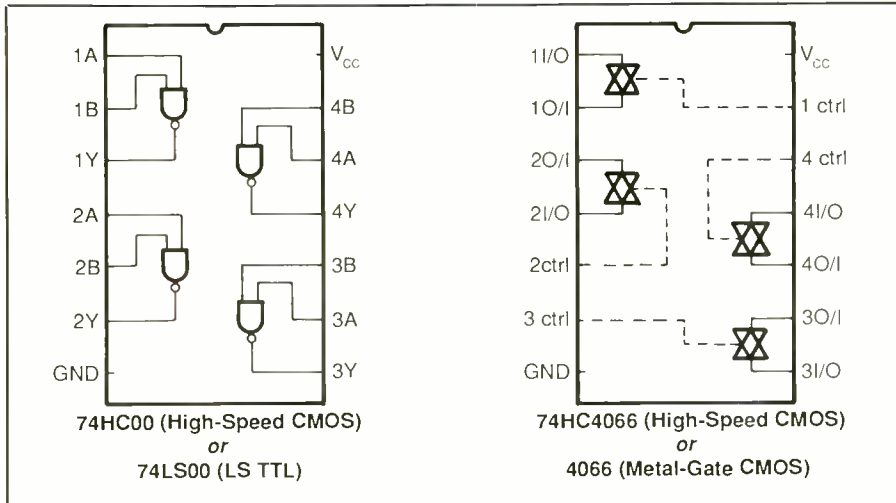 1A
1B
1Y
2A
2B
2Y
GND
VCC
4B
4A
4Y
3B
3A
3Y
74HC00 (High-Speed CMOS)
or
74LS00 (LS TTL)
1I/O
1O/I
2O/I
2I/O
2ctrl
3 ctrl
GND
VCC
1 ctrl
4 ctrl
4I/O
4O/I
3O/I
3I/O
74HC4066 (High-Speed CMOS)
or
4066 (Metal-Gate CMOS)